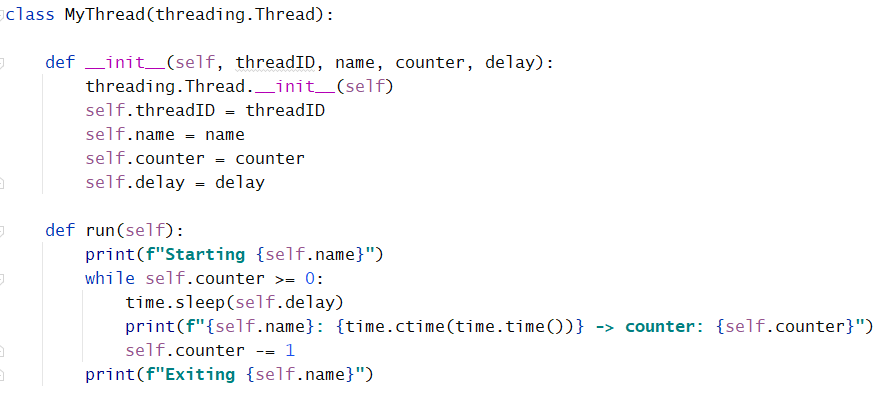 class MyThread(threading.Thread):
def __init__(self, threadID, name, counter, delay):
threading.Thread.__init__(self)
self.threadID = threadID
self.name = name
self.counter = counter
self.delay = delay
def run(self):
print(f"Starting {self.name}")
while self.counter >= 0:
time.sleep(self.delay)
print(f"{self.name}: {time.ctime(time.time())} -> counter: {self.counter}")
self.counter -= 1
print(f"Exiting {self.name}")